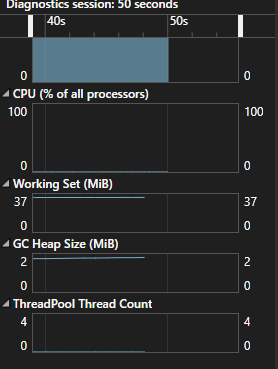 Diagnostics session: 50 seconds
40s 50s
0 0
CPU (% of all processors)
100 100
0 0
Working Set (MiB)
37 37
0 0
GC Heap Size (MiB)
2 2
0 0
ThreadPool Thread Count
4 4
0 0